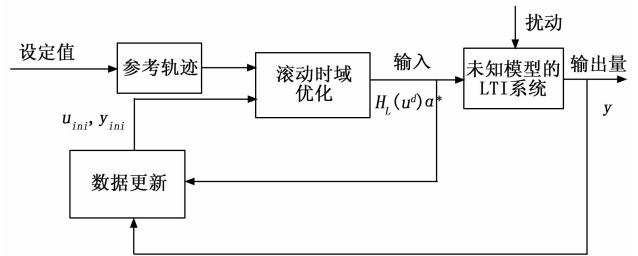 扰动
设定值
参考轨迹
滚动时域
优化
输入
H_L(u^d)α*
未知模型的
LTI系统
输出量
y
u_ini, y_ini
数据更新